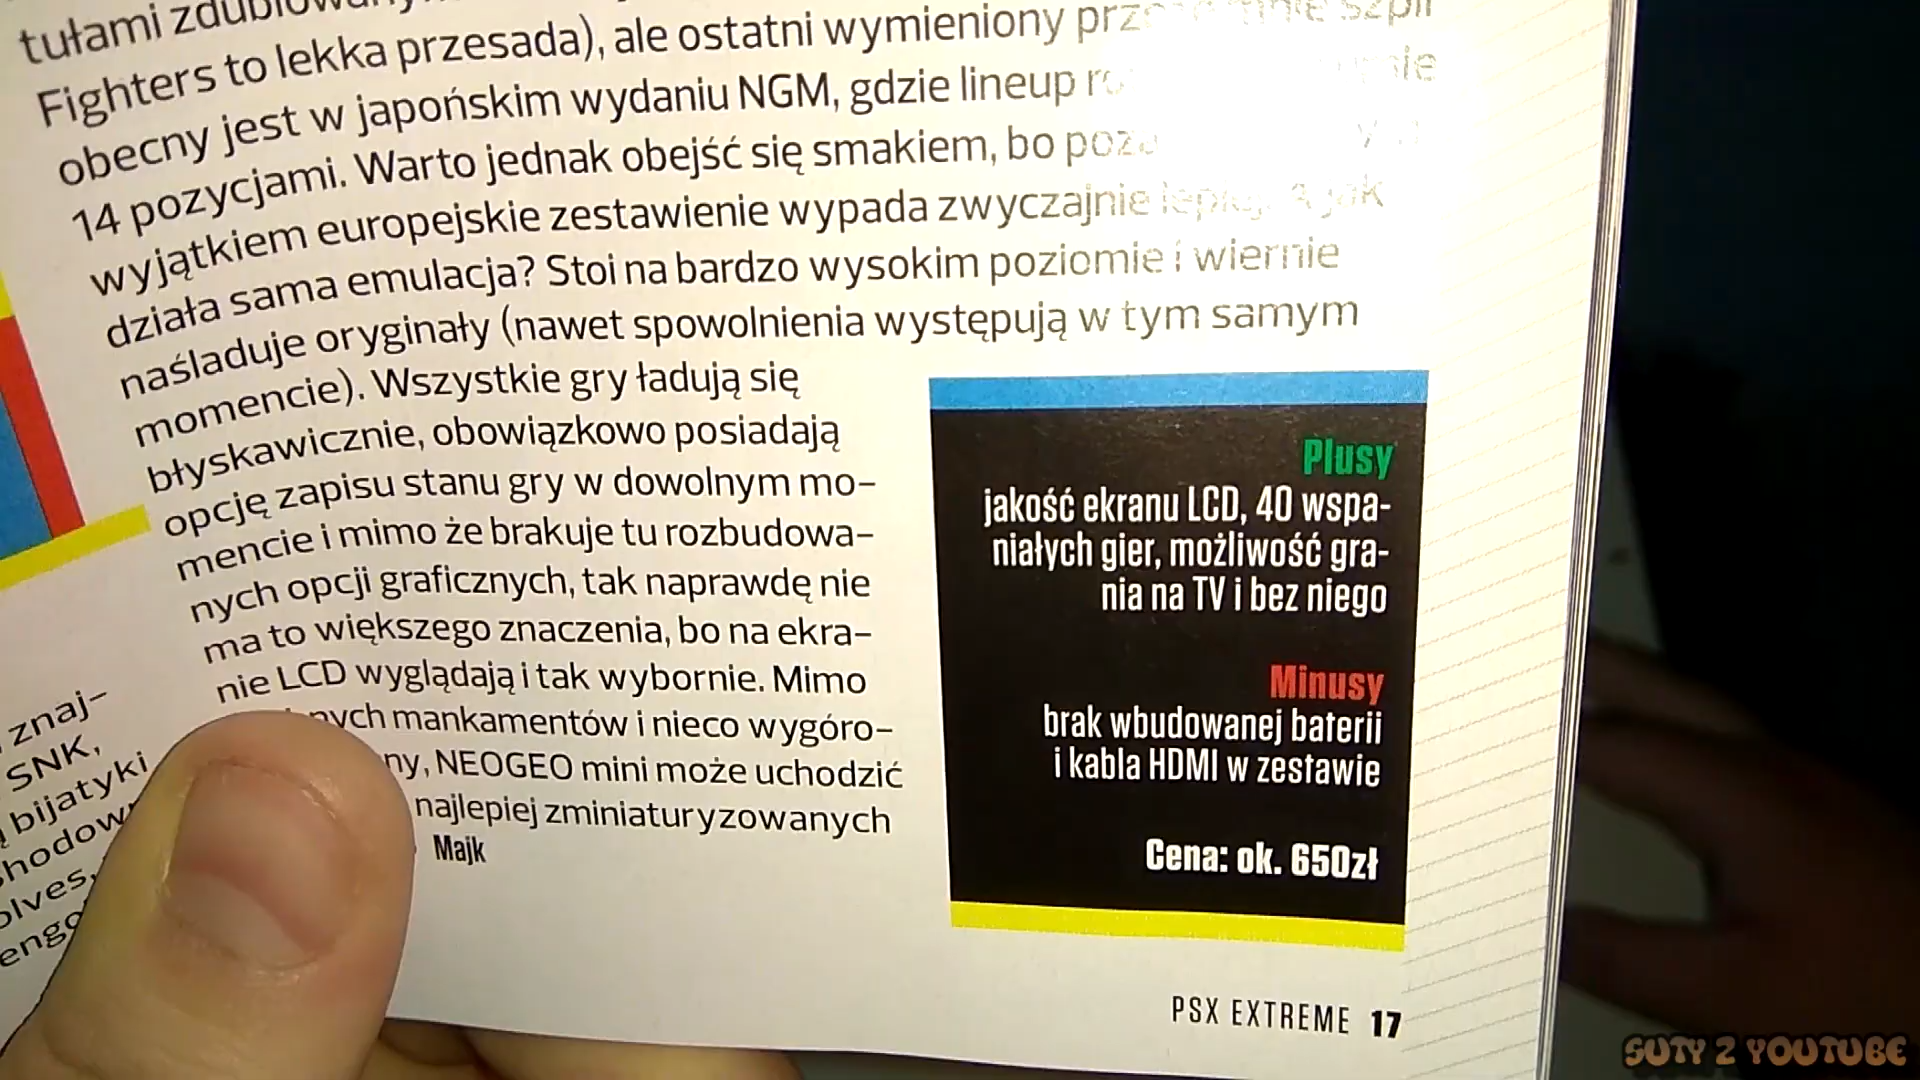 tułami
Fighters to lekka przesada), ale ostatni wymieniony
obecny jest w japońskim wydaniu NGM, gdzie lineup
14 pozycjami. Warto jednak obejść się smakiem, bo
wyjątkiem europejskie zestawienie wypada zwyczajnie lepiej. A jak
działa sama emulacja? Stoi na bardzo wysokim poziomie i wiernie
naśladuje oryginały (nawet spowolnienia występują w tym samym
momencie). Wszystkie gry ładują się
błyskawicznie, obowiązkowo posiadają
opcję zapisu stanu gry w dowolnym mo-
mencie i mimo że brakuje tu rozbudowa-
nych opcji graficznych, tak naprawdę nie
ma to większego znaczenia, bo na ekra-
nie LCD wyglądają i tak wybornie. Mimo
mankamentów i nieco wygóro-
ny, NEOGEO mini może uchodzić
najlepiej zminiaturyzowanych
Majk
znaj-
SNK,
bijatyki
Plusy
jakość ekranu LCD, 40 wspa-
niałych gier, możliwość gra-
nia na TV i bez niego
Minusy
brak wbudowanej baterii
i kabla HDMI w zestawie
Cena: ok. 650zł
PSX EXTREME 17
SUTY Z YOUTUBE